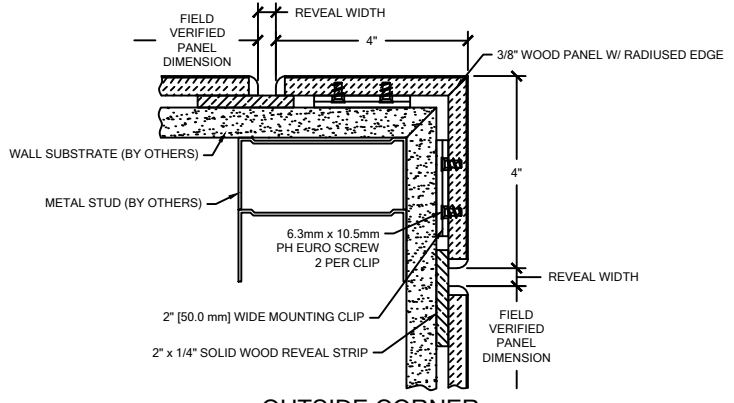 FIELD
VERIFIED
PANEL
DIMENSION
REVEAL WIDTH
4"
3/8" WOOD PANEL W/ RADIUSED EDGE
WALL SUBSTRATE (BY OTHERS)
METAL STUD (BY OTHERS)
4"
6.3mm x 10.5mm
PH EURO SCREW
2 PER CLIP
REVEAL WIDTH
2" [50.0 mm] WIDE MOUNTING CLIP
2" x 1/4" SOLID WOOD REVEAL STRIP
FIELD
VERIFIED
PANEL
DIMENSION
OUTSIDE CORNER